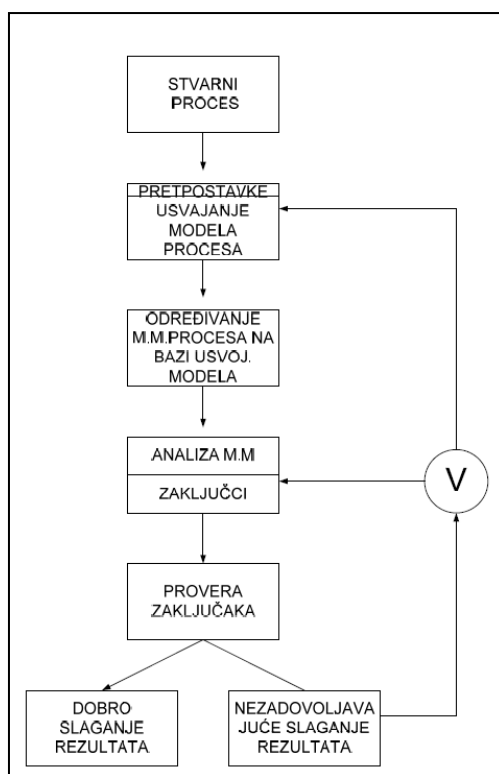 STVARNI
PROCES
PRETPOSTAVKE
USVAJANJE
MODELA
PROCESA
ODREĐIVANJE
M.M.PROCESA NA
BAZI USVOJ.
MODELA
ANALIZA M.M
ZAKLJUČCI
V
PROVERA
ZAKLJUČAKA
DOBRO
SLAGANJE
REZULTATA
NEZADOVOLJAVA
JUĆE SLAGANJE
REZULTATA